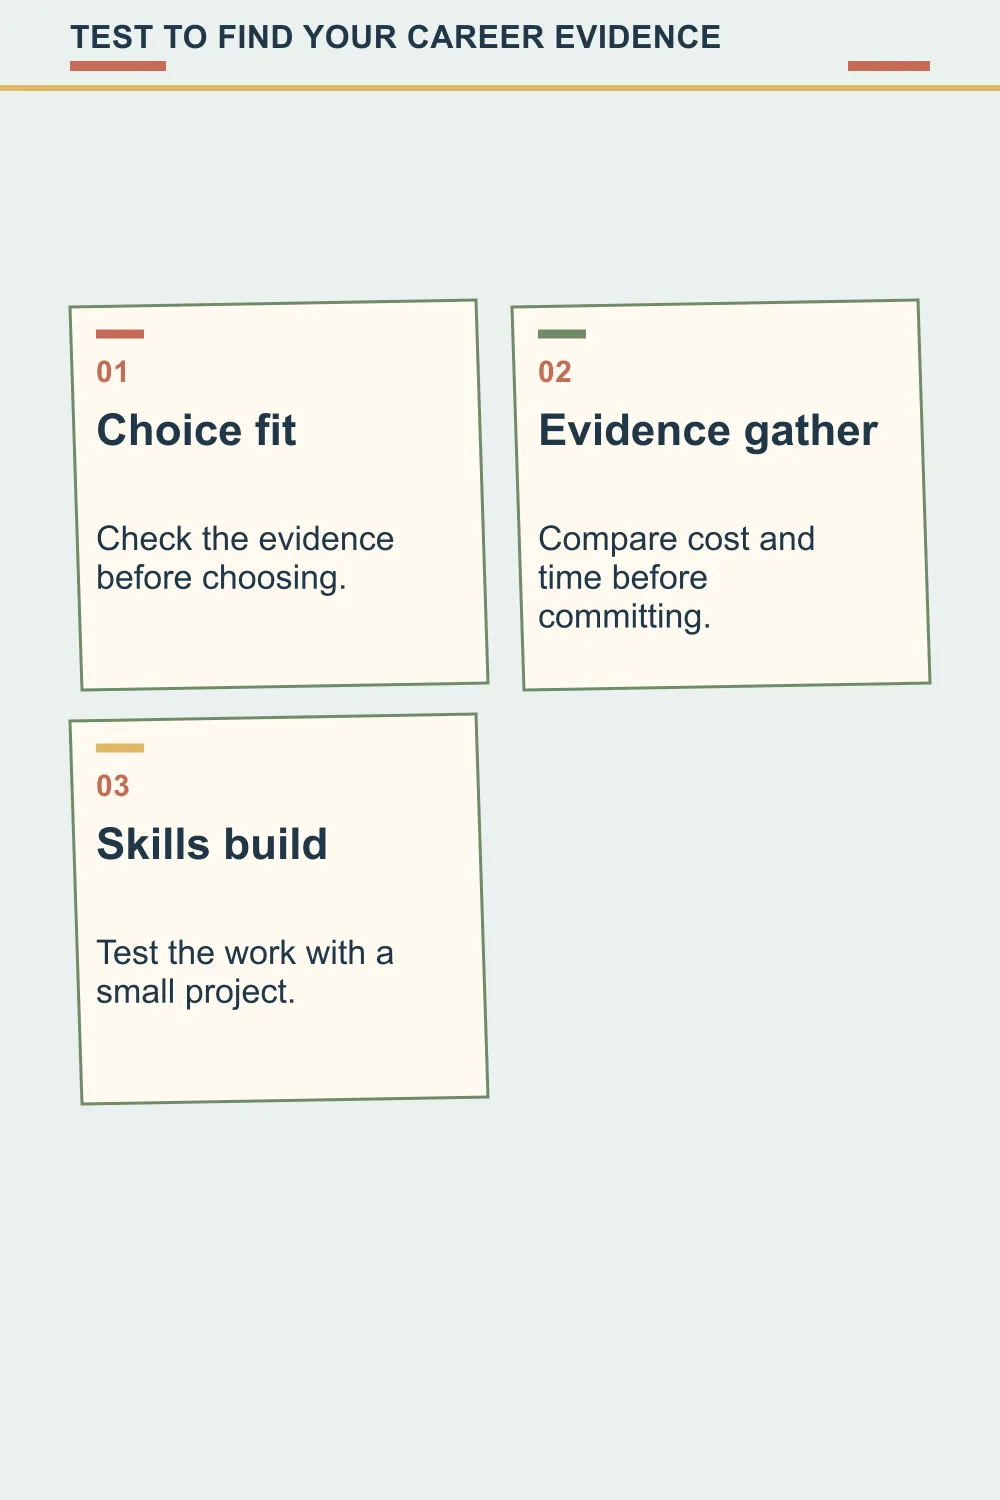 TEST TO FIND YOUR CAREER EVIDENCE
01
Choice fit
Check the evidence
before choosing.
02
Evidence gather
Compare cost and
time before
committing.
03
Skills build
Test the work with a
small project.